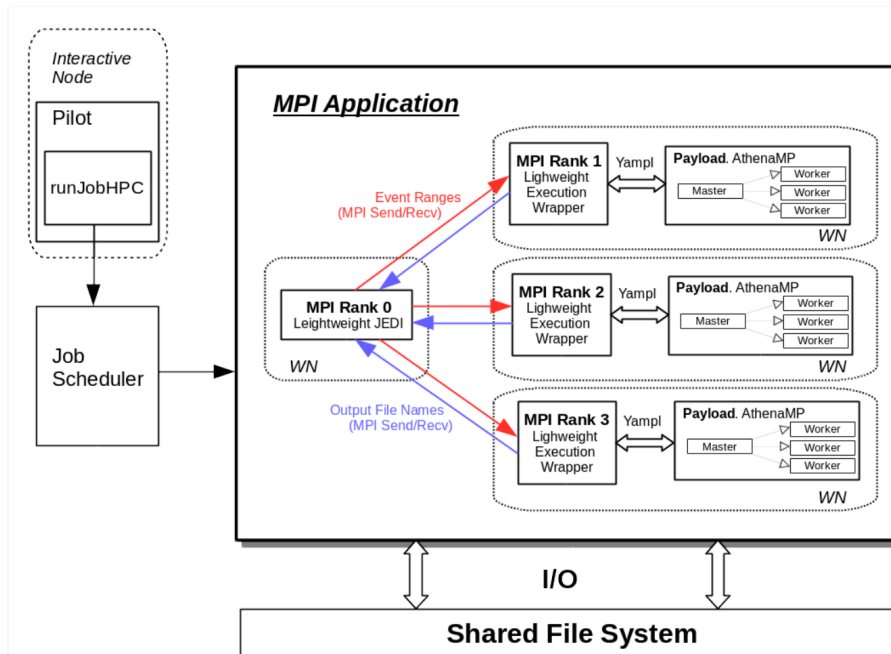 Interactive
Node
Pilot
runJobHPC
Job
Scheduler
MPI Application
Event Ranges
(MPI Send/Recv)
MPI Rank 0
Leightweight JEDI
WN
Output File Names
(MPI Send/Recv)
MPI Rank 1
Lighweight
Execution
Wrapper
Yampl
Payload. AthenaMP
Master
Worker
Worker
Worker
WN
MPI Rank 2
Lighweight
Execution
Wrapper
Yampl
Payload. AthenaMP
Master
Worker
Worker
Worker
WN
MPI Rank 3
Lighweight
Execution
Wrapper
Yampl
Payload. AthenaMP
Master
Worker
Worker
Worker
WN
I/O
Shared File System